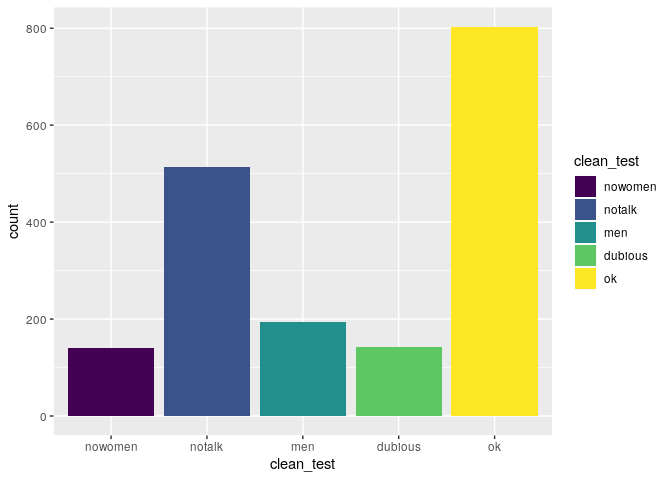 800
600
400
200
0
count
nowomen notalk men dubious ok
clean_test
clean_test
nowomen
notalk
men
dubious
ok